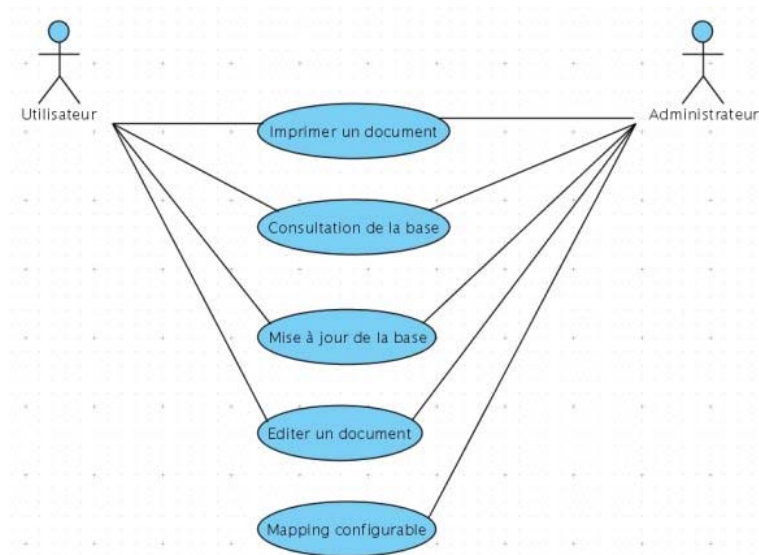 Utilisateur
Administrateur
Imprimer un document
Consultation de la base
Mise à jour de la base
Editer un document
Mapping configurable